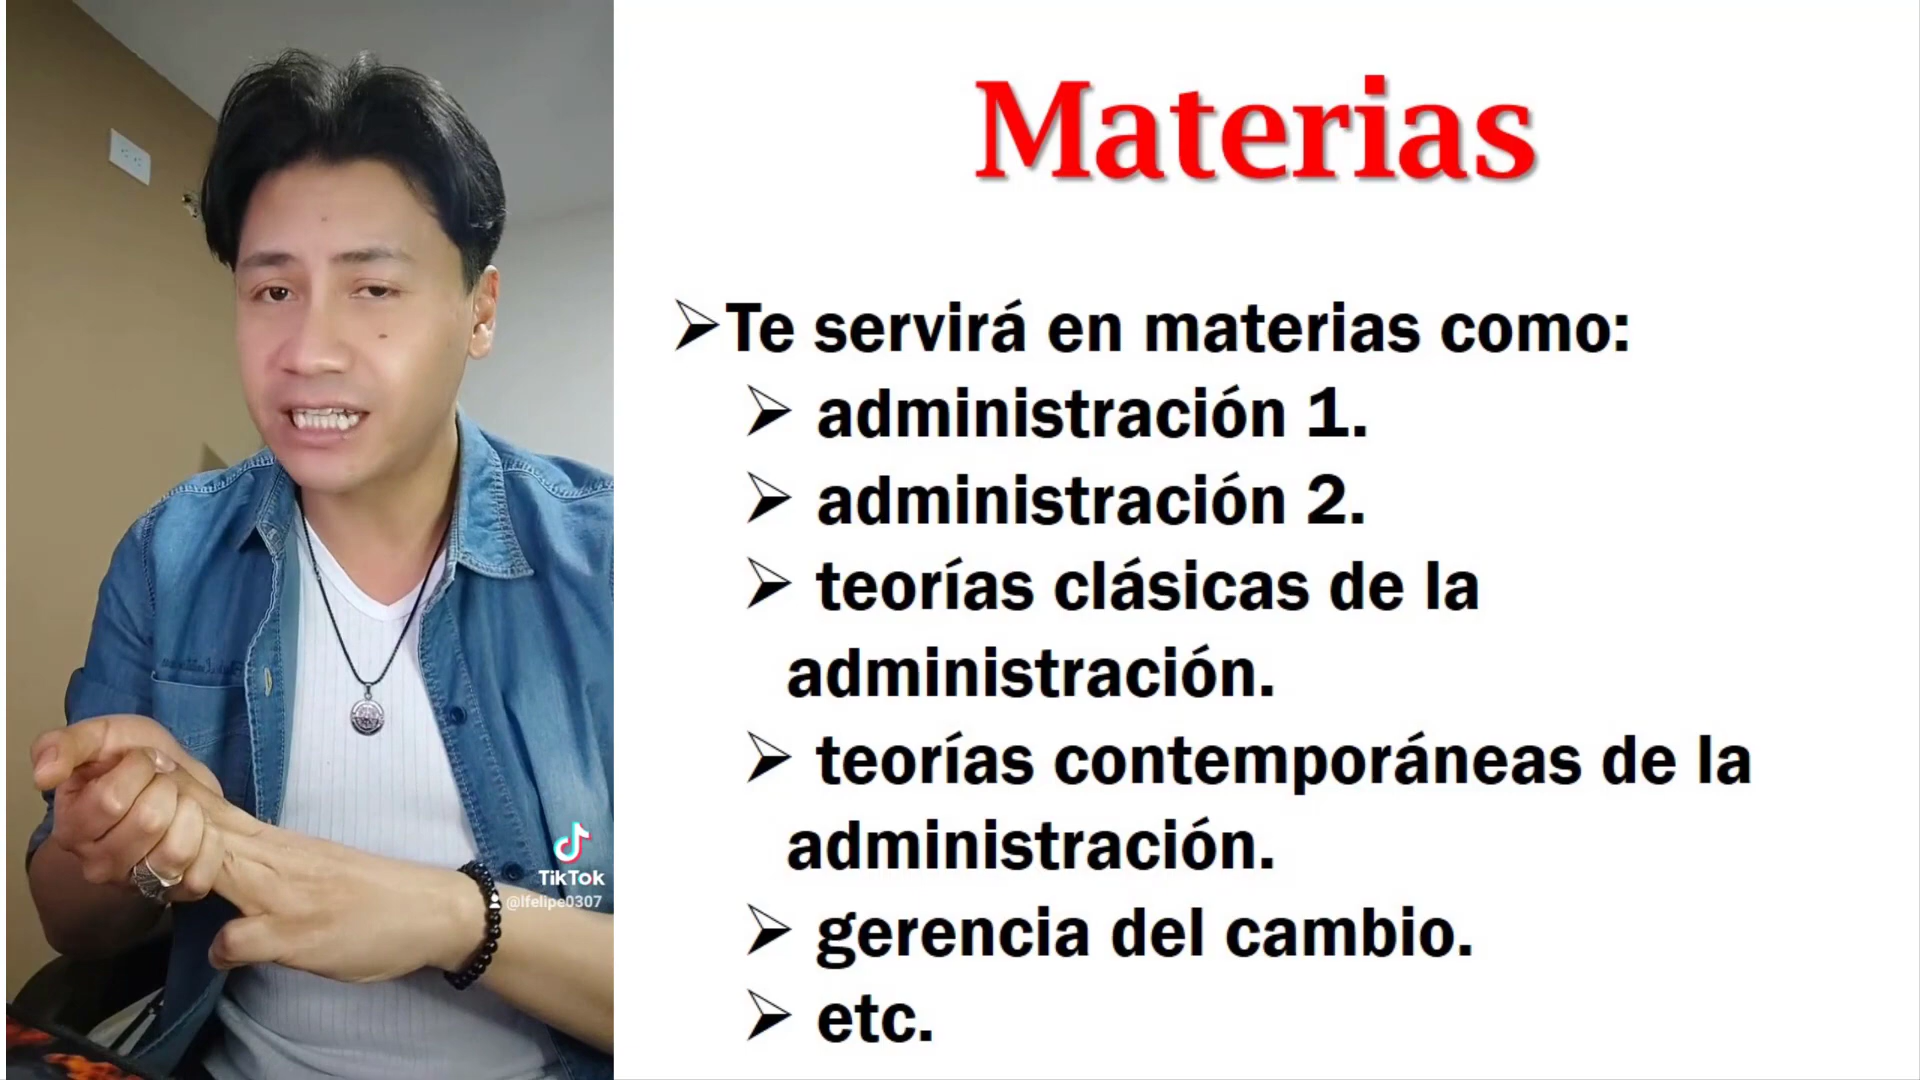 Materias
➢Te servirá en materias como:
➢ administración 1.
➢ administración 2.
➢ teorías clásicas de la
administración.
➢ teorías contemporáneas de la
administración.
➢ gerencia del cambio.
➢ etc.
TikTok
@lfelipe0307